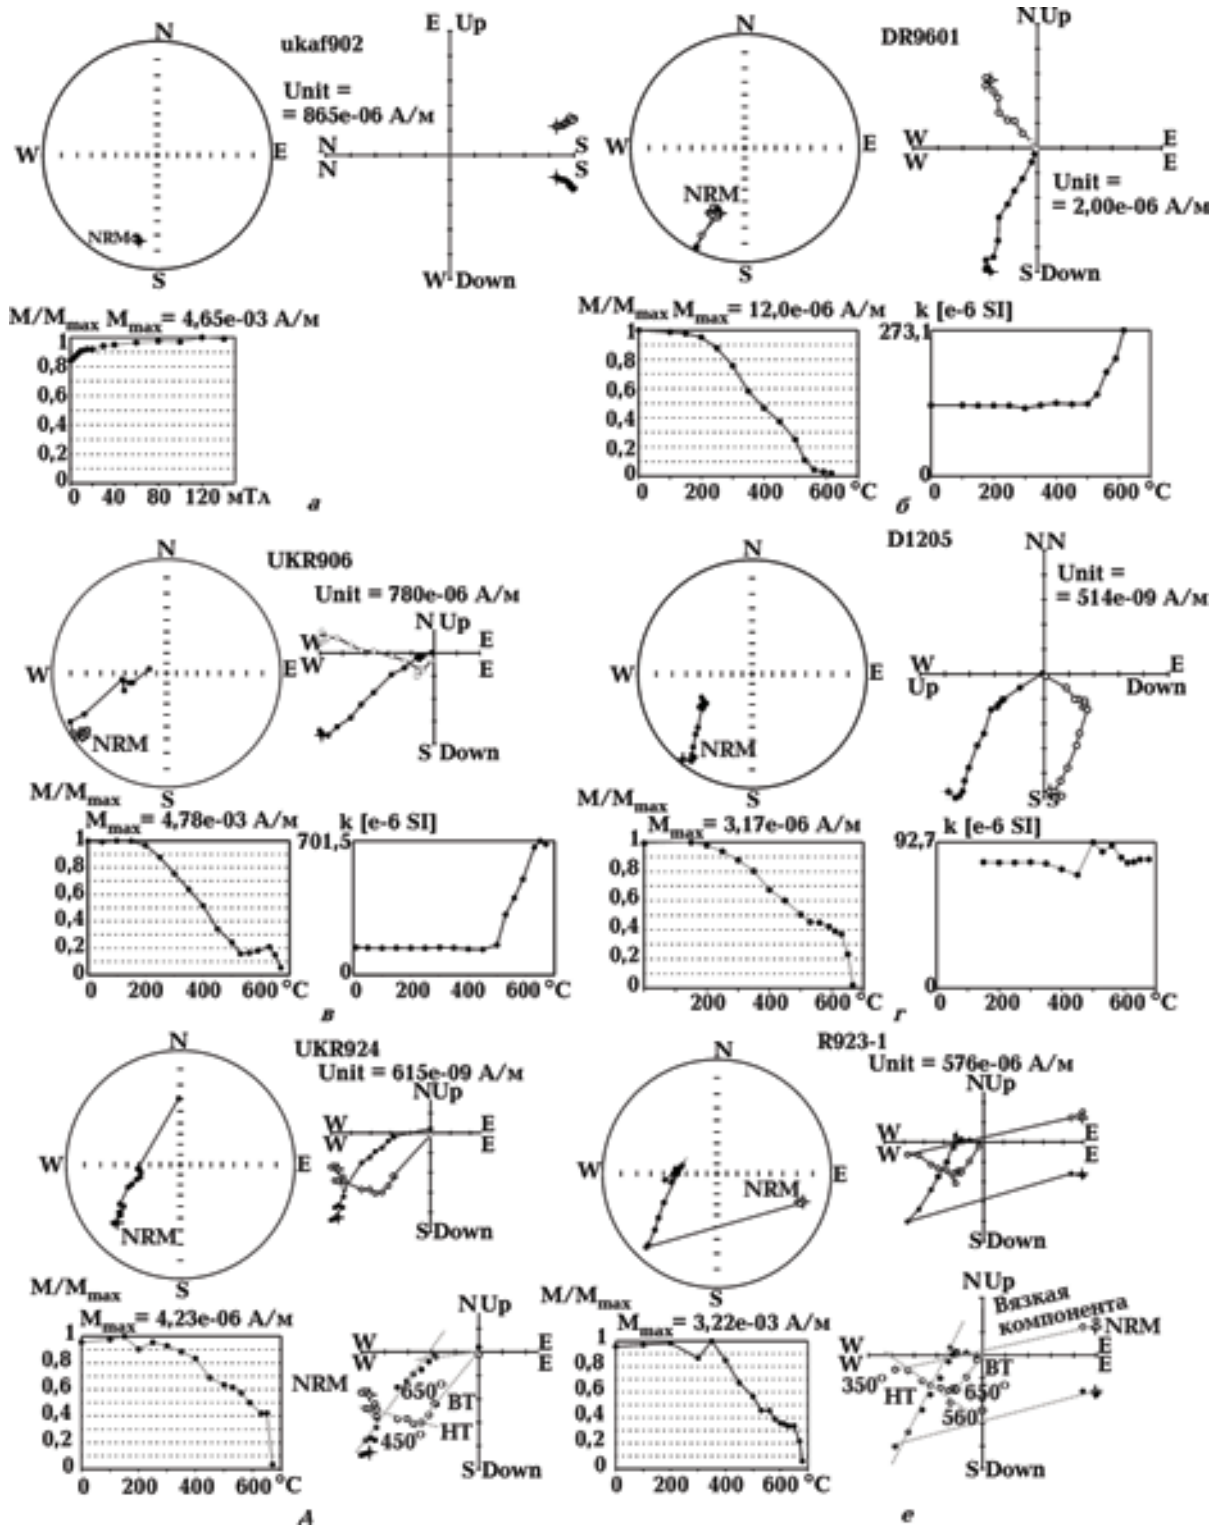 N
ukaf902
E Up
Unit =
= 865e-06 А/м
W
E
N
S
N
S
NRM
S
W Down
M/Mmax Mmax = 4,65e-03 А/м
1
0,8
0,6
0,4
0,2
0
0 40 80 120 мТл
а
N
DR9601
N Up
W
E
W
E
W
E
Unit =
= 2,00e-06 А/м
NRM
S
S Down
M/Mmax Mmax = 12,0e-06 А/м
1
0,8
0,6
0,4
0,2
0
200 400 600 °C
k [e-6 SI]
273,1
0
0 200 400 600 °C
б
N
UKR906
Unit = 780e-06 А/м
N Up
W
E
W
E
W
E
NRM
S
S Down
M/Mmax
Mmax = 4,78e-03 А/м
1
0,8
0,6
0,4
0,2
0
0 200 400 600 °C
k [e-6 SI]
701,5
0
0 200 400 600 °C
в
N
D1205
N N
Unit =
= 514e-09 А/м
W
E
W
E
Up
Down
NRM
S
S S
M/Mmax
Mmax = 3,17e-06 А/м
1
0,8
0,6
0,4
0,2
0
200 400 600 °C
k [e-6 SI]
92,7
0
0 200 400 600 °C
г
N
UKR924
Unit = 615e-09 А/м
N Up
W
E
W
E
W
E
NRM
S
S Down
M/Mmax
Mmax = 4,23e-06 А/м
1
0,8
0,6
0,4
0,2
0
0 200 400 600 °C
N Up
W
E
W
E
NRM
650°
ВТ
НТ
450°
S Down
д
N
R923-1
Unit = 576e-06 А/м
N Up
W
E
W
E
W
E
NRM
S
S Down
M/Mmax
Mmax = 3,22e-03 А/м
1
0,8
0,6
0,4
0,2
0
0 200 400 600 °C
N Up
Вязкая
компонента
NRM
W
E
W
E
350°
НТ
ВТ
650°
560°
S Down
е